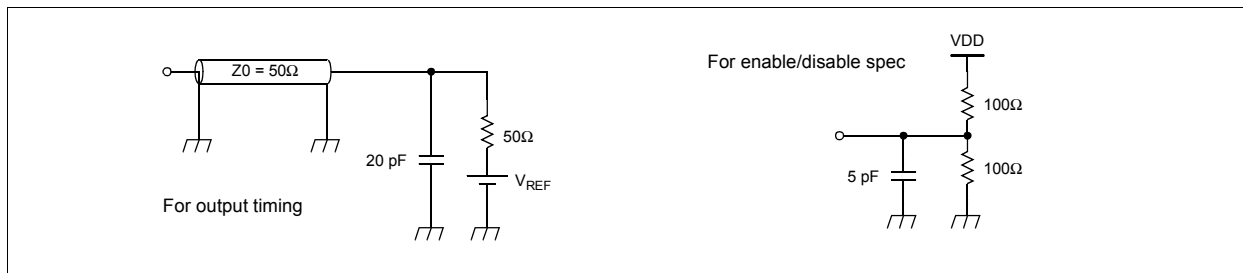 Z0 = 50Ω
20 pF
50Ω
VREF
For output timing
For enable/disable spec
VDD
100Ω
5 pF
100Ω